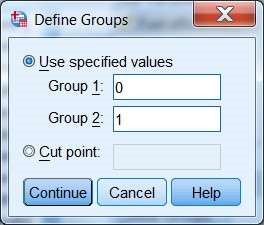 Define Groups
Use specified values
Group 1: 0
Group 2: 1
Cut point:
Continue Cancel Help